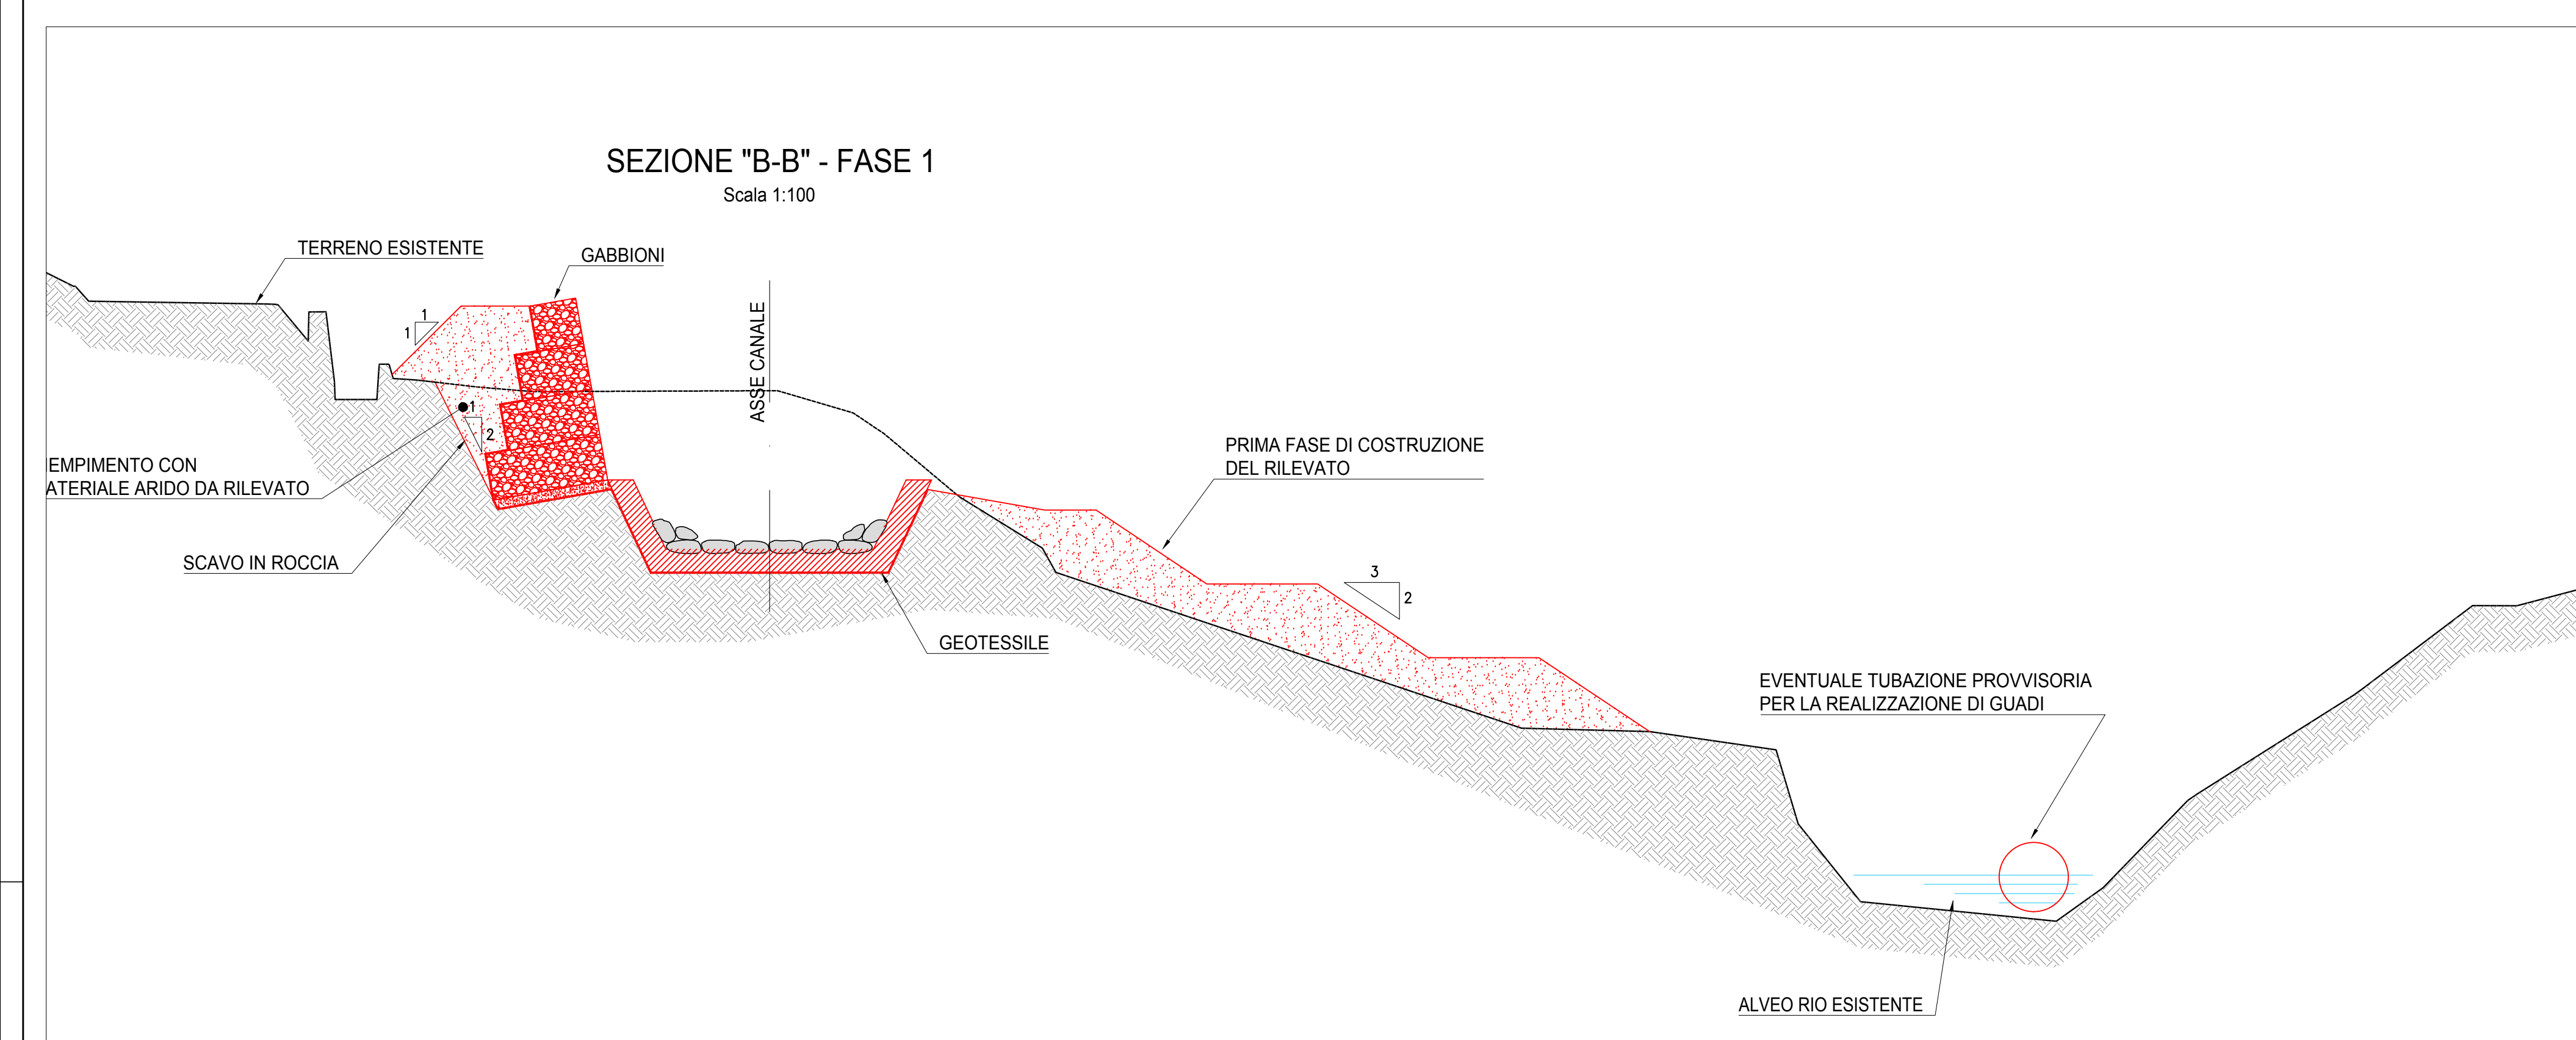 SEZIONE "B-B" - FASE 1
Scala 1:100
TERRENO ESISTENTE
GABBIONI
ASSE CANALE
1
1
1
2
IEMPIMENTO CON
ATERIALE ARIDO DA RILEVATO
SCAVO IN ROCCIA
PRIMA FASE DI COSTRUZIONE
DEL RILEVATO
3
2
GEOTESSILE
EVENTUALE TUBAZIONE PROVVISORIA
PER LA REALIZZAZIONE DI GUADI
ALVEO RIO ESISTENTE